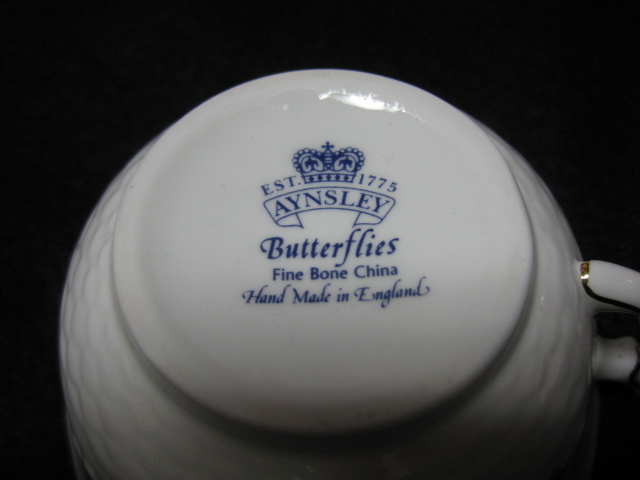 EST. 1775
AYNSLEY
Butterflies
Fine Bone China
Hand Made in England